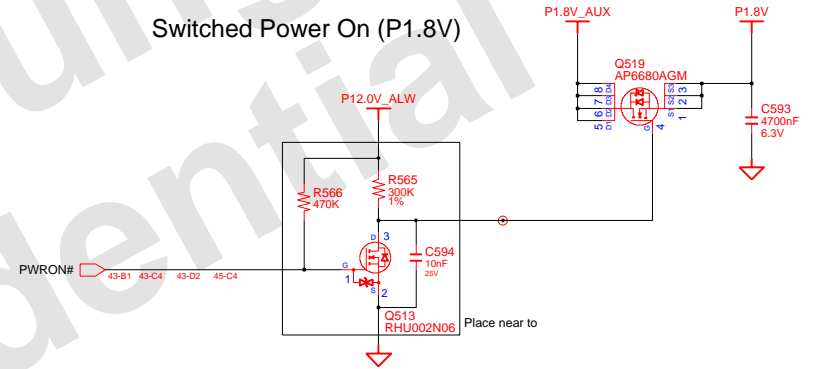 Switched Power On (P1.8V)
P1.8V_AUX
P1.8V
Q519
AP6680AGM
8 D4
7 D3
6 D2
5 D1
S3 3
S2 2
S1 1
G 4
C593
4700nF
6.3V
P12.0V_ALW
R566
470K
R565
300K
1%
D 3
G
1
S
2
C594
10nF
25V
PWRON#
43-B1 43-C4 43-D2 45-C4
Q513
RHU002N06
Place near to
dential